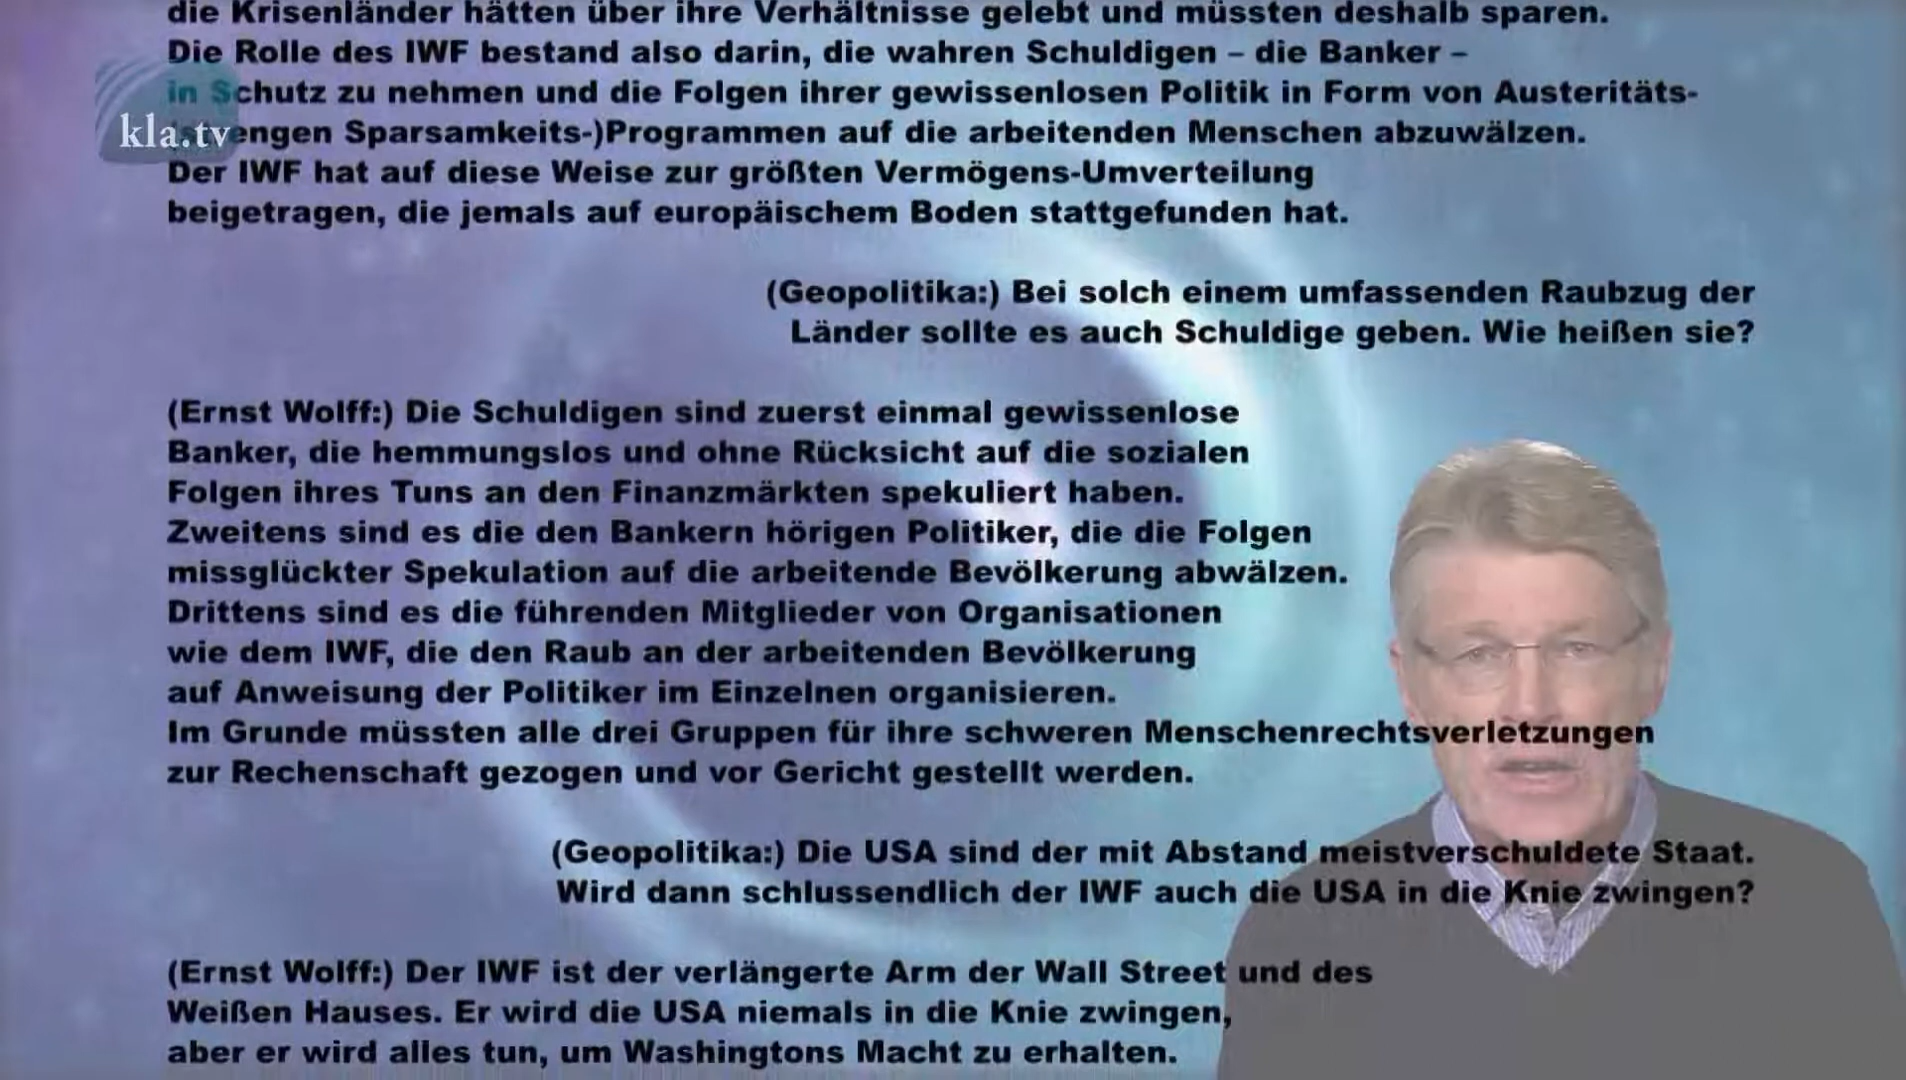 die Krisenländer hätten über ihre Verhältnisse gelebt und müssten deshalb sparen.
Die Rolle des IWF bestand also darin, die wahren Schuldigen – die Banker –
in Schutz zu nehmen und die Folgen ihrer gewissenlosen Politik in Form von Austeritäts-
engen Sparsamkeits-)Programmen auf die arbeitenden Menschen abzuwälzen.
kla.tv
Der IWF hat auf diese Weise zur größten Vermögens-Umverteilung
beigetragen, die jemals auf europäischem Boden stattgefunden hat.
(Geopolitika:) Bei solch einem umfassenden Raubzug der
Länder sollte es auch Schuldige geben. Wie heißen sie?
(Ernst Wolff:) Die Schuldigen sind zuerst einmal gewissenlose
Banker, die hemmungslos und ohne Rücksicht auf die sozialen
Folgen ihres Tuns an den Finanzmärkten spekuliert haben.
Zweitens sind es die den Bankern hörigen Politiker, die die Folgen
missglückter Spekulation auf die arbeitende Bevölkerung abwälzen.
Drittens sind es die führenden Mitglieder von Organisationen
wie dem IWF, die den Raub an der arbeitenden Bevölkerung
auf Anweisung der Politiker im Einzelnen organisieren.
Im Grunde müssten alle drei Gruppen für ihre schweren Menschenrechtsverletzungen
zur Rechenschaft gezogen und vor Gericht gestellt werden.
(Geopolitika:) Die USA sind der mit Abstand meistverschuldete Staat.
Wird dann schlussendlich der IWF auch die USA in die Knie zwingen?
(Ernst Wolff:) Der IWF ist der verlängerte Arm der Wall Street und des
Weißen Hauses. Er wird die USA niemals in die Knie zwingen,
aber er wird alles tun, um Washingtons Macht zu erhalten.